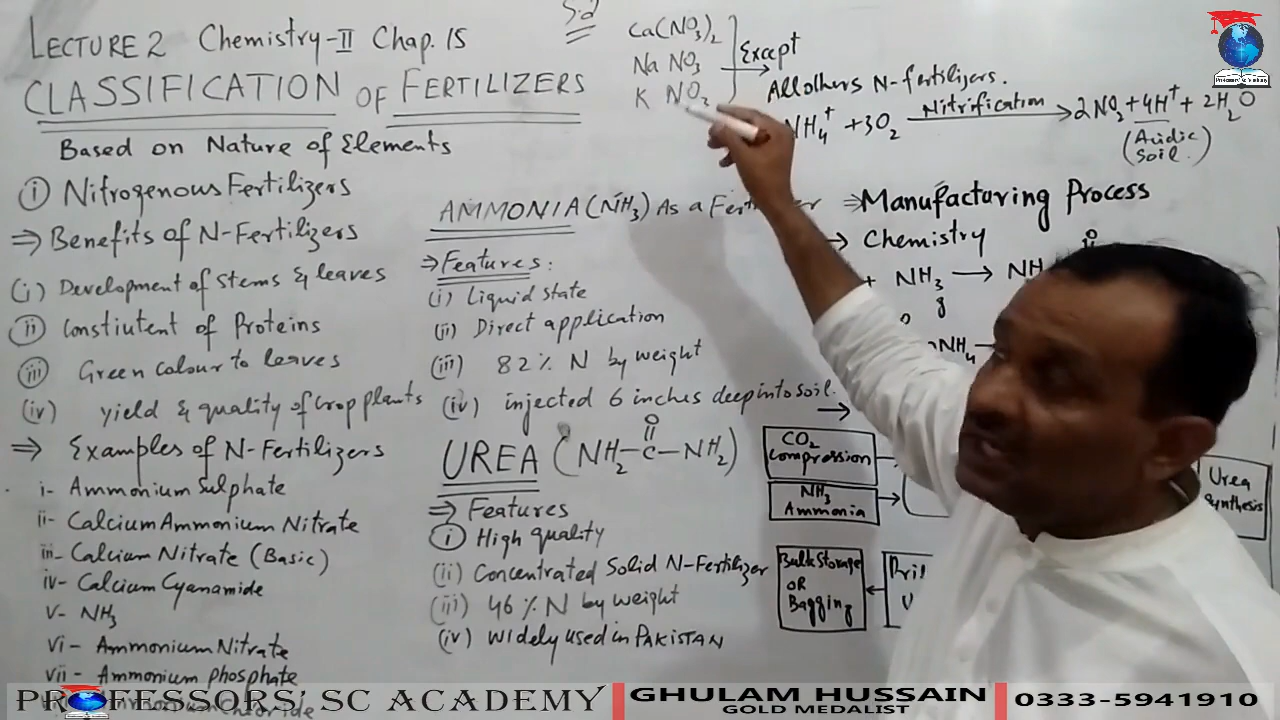 LECTURE 2 Chemistry-II Chap. 15
CLASSIFICATION OF FERTILIZERS
Based on Nature of Elements
(i) Nitrogenous Fertilizers
⇒ Benefits of N-Fertilizers
(i) Development of stems & leaves
(ii) Constiutent of Proteins
(iii) Green colour to leaves
(iv) yield & quality of crop plants
⇒ Examples of N-Fertilizers
i- Ammonium Sulphate
ii- Calcium Ammonium Nitrate
iii- Calcium Nitrate (Basic)
iv- Calcium Cyanamide
v- NH3
vi- Ammonium Nitrate
vii- Ammonium phosphate
chloride
Ca(NO3)2
Na NO3
K NO3
Except
All others N-fertilizers.
NH4+ + 3O2 Nitrification → 2NO3 + 4H+ + 2H2O
(Acidic
Soil.)
AMMONIA (NH3) As a Fertilizer
⇒ Features:
(i) Liquid state
(ii) Direct application
(iii) 82% N by weight
(iv) injected 6 inches deep into soil.
UREA (NH2-C-NH2)
O
⇒ Features
(i) High quality
(ii) Concentrated Solid N-Fertilizer
(iii) 46% N by weight
(iv) widely used in PAKISTAN
⇒ Manufacturing Process
→ Chemistry
+ NH3 → NH
g
O
NH4
→
CO2
Compression
NH3
Ammonia
Urea
Synthesis
Bulk Storage
OR
Bagging
PROFESSORS' SC ACADEMY
GHULAM HUSSAIN
GOLD MEDALIST
0333-5941910